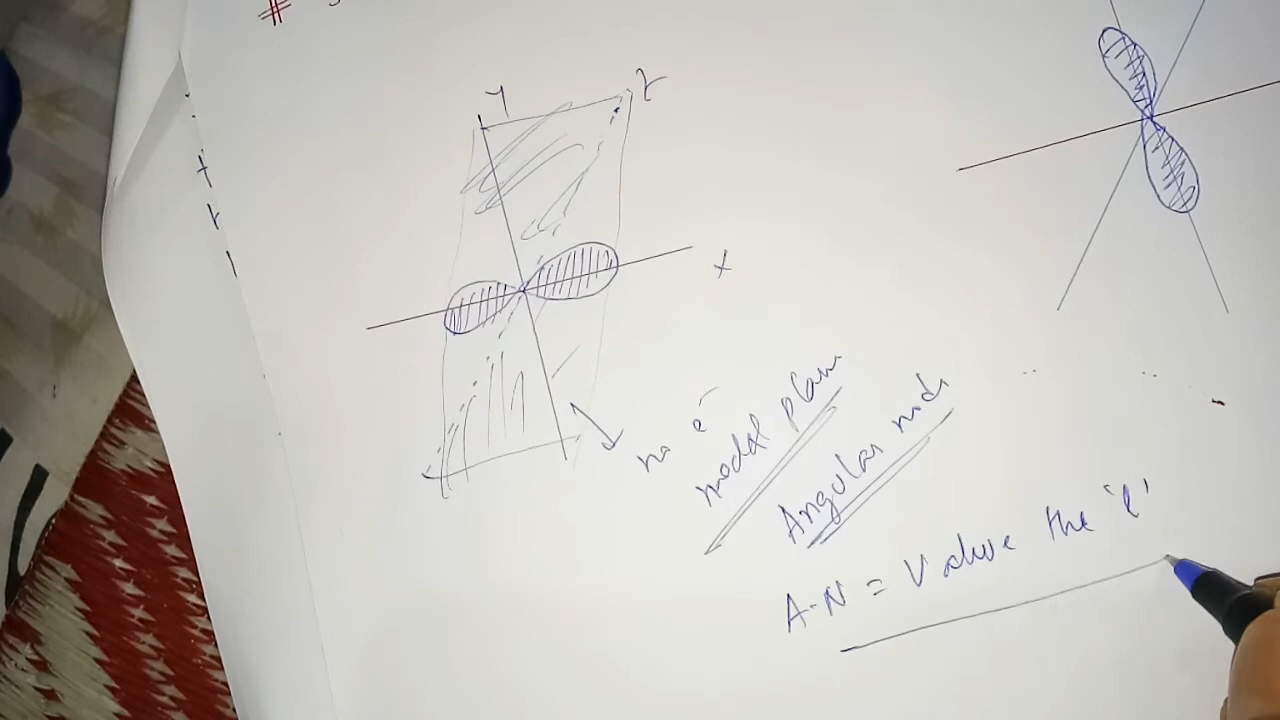 #
y
z
x
no e⁻
nodal plane
Angular node
A.N = Value the 'l'